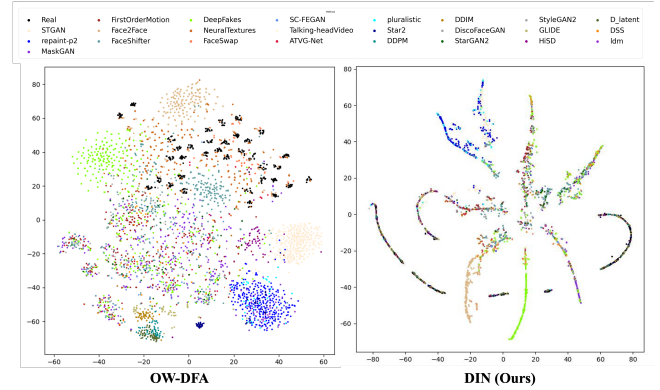 Real FirstOrderMotion DeepFakes SC-FEGAN pluralistic DDIM StyleGAN2 D_latent
STGAN Face2Face NeuralTextures Talking-headVideo Star2 DiscoFaceGAN GLIDE DSS
repaint-p2 FaceShifter FaceSwap ATVG-Net DDPM StarGAN2 HiSD ldm
MaskGAN
80
60
40
20
0
−20
−40
−60
−60 −40 −20 0 20 40 60
80
60
40
20
0
−20
−40
−60
−80 −60 −40 −20 0 20 40 60 80
OW-DFA DIN (Ours)